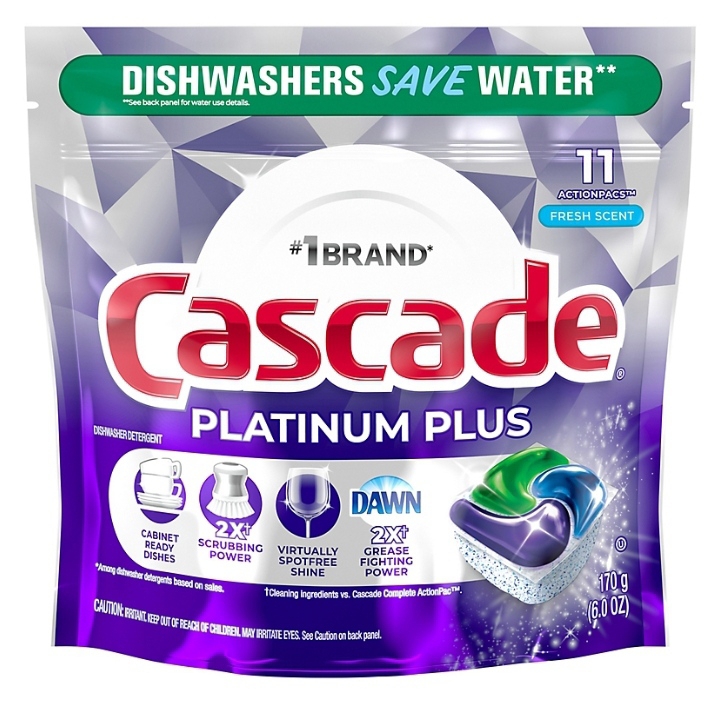 DISHWASHERS SAVE WATER**
**See back panel for water use details.
11
ACTIONPACS™
FRESH SCENT
#1 BRAND*
Cascade®
PLATINUM PLUS
DISHWASHER DETERGENT
CABINET
READY
DISHES
2X†
SCRUBBING
POWER
VIRTUALLY
SPOTFREE
SHINE
DAWN
2X†
GREASE
FIGHTING
POWER
*Among dishwasher detergents based on sales.
†Cleaning ingredients vs. Cascade Complete ActionPac™.
U
170 g
(6.0 OZ)
CAUTION: IRRITANT. KEEP OUT OF REACH OF CHILDREN. MAY IRRITATE EYES. See Caution on back panel.